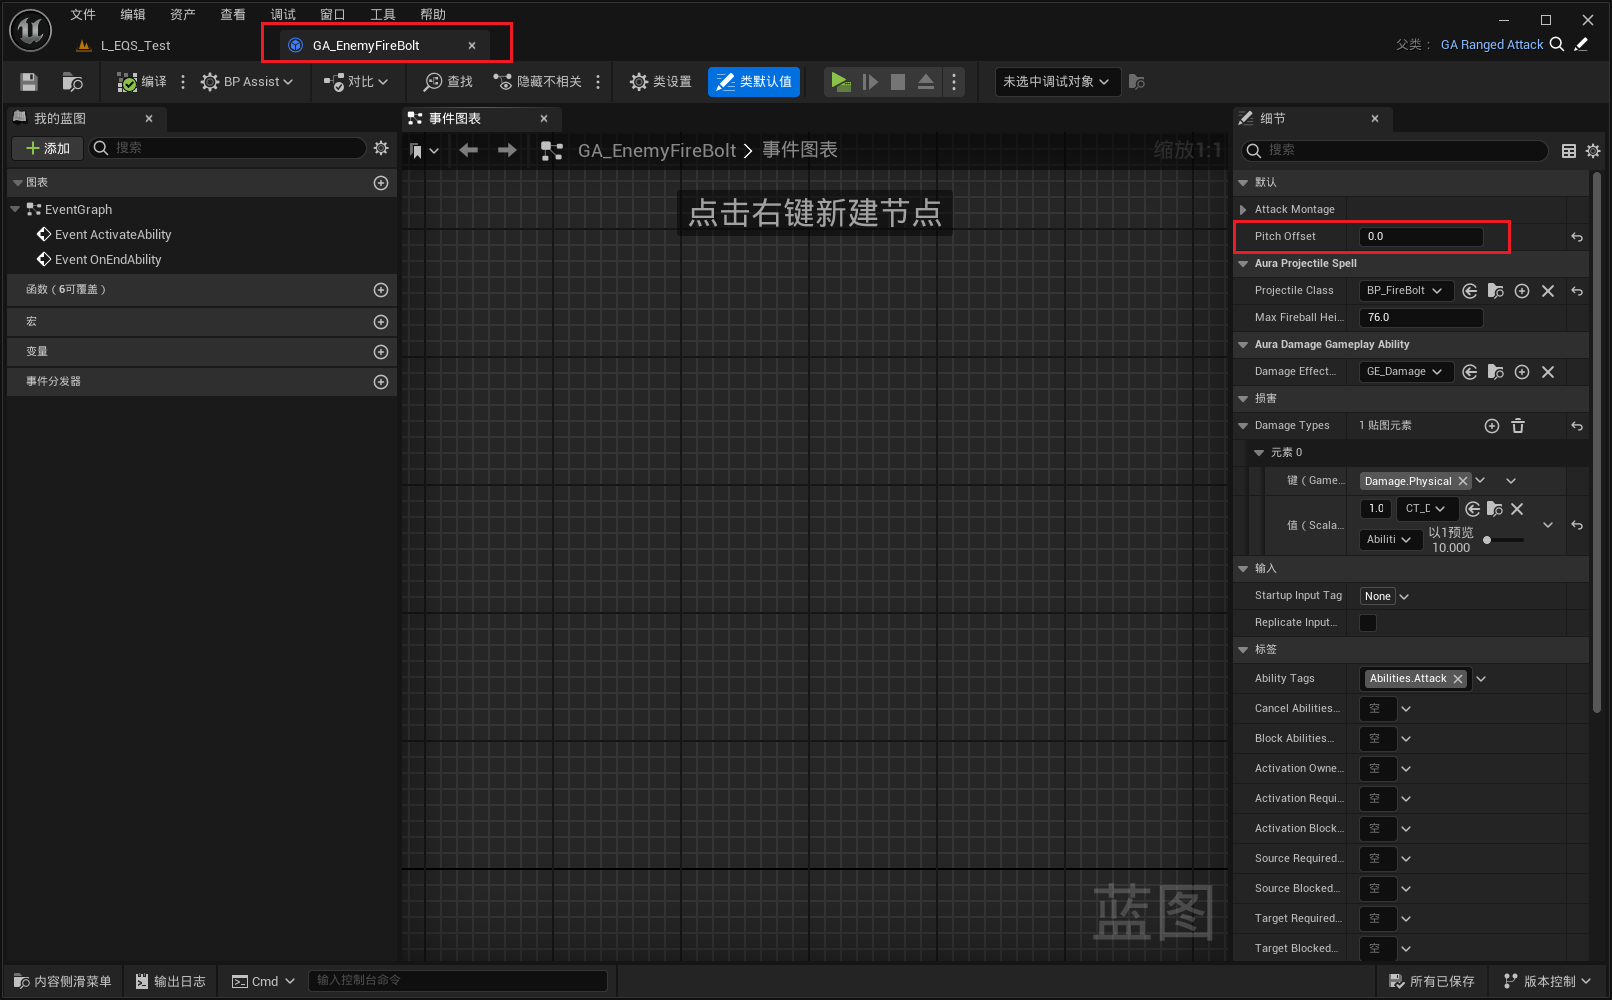 文件 编辑 资产 查看 调试 窗口 工具 帮助
L_EQS_Test
GA_EnemyFireBolt
父类： GA Ranged Attack
编译 BP Assist 对比 查找 隐藏不相关 类设置 类默认值 未选中调试对象
我的蓝图
添加 搜索
图表
EventGraph
Event ActivateAbility
Event OnEndAbility
函数（6可覆盖）
宏
变量
事件分发器
事件图表
GA_EnemyFireBolt 事件图表 缩放1:1
点击右键新建节点
蓝图
细节
搜索
默认
Attack Montage
Pitch Offset 0.0
Aura Projectile Spell
Projectile Class BP_FireBolt
Max Fireball Hei... 76.0
Aura Damage Gameplay Ability
Damage Effect... GE_Damage
损害
Damage Types 1 贴图元素
元素 0
键（Game... Damage.Physical
值（Scala... 1.0 CT_D
Abiliti 以1预览
10.000
输入
Startup Input Tag None
Replicate Input...
标签
Ability Tags Abilities.Attack
Cancel Abilities... 空
Block Abilities... 空
Activation Owne... 空
Activation Requi... 空
Activation Block... 空
Source Required... 空
Source Blocked... 空
Target Required... 空
Target Blocked... 空
内容侧滑菜单 输出日志 Cmd 输入控制台命令 所有已保存 版本控制